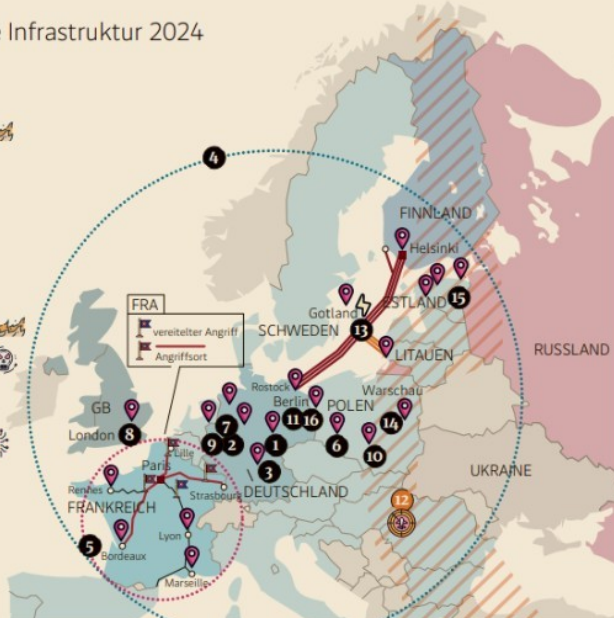 e Infrastruktur 2024
4
FINNLAND
Helsinki
ESTLAND
15
Gotland
13
SCHWEDEN
LITAUEN
RUSSLAND
FRA
vereitelter Angriff
Angriffsort
Rostock
Berlin
POLEN
Warschau
GB
London
8
7
9
2
1
11
16
6
14
10
3
Lille
Paris
Rennes
Strasbourg
DEUTSCHLAND
UKRAINE
FRANKREICH
12
Lyon
5
Bordeaux
Marseille